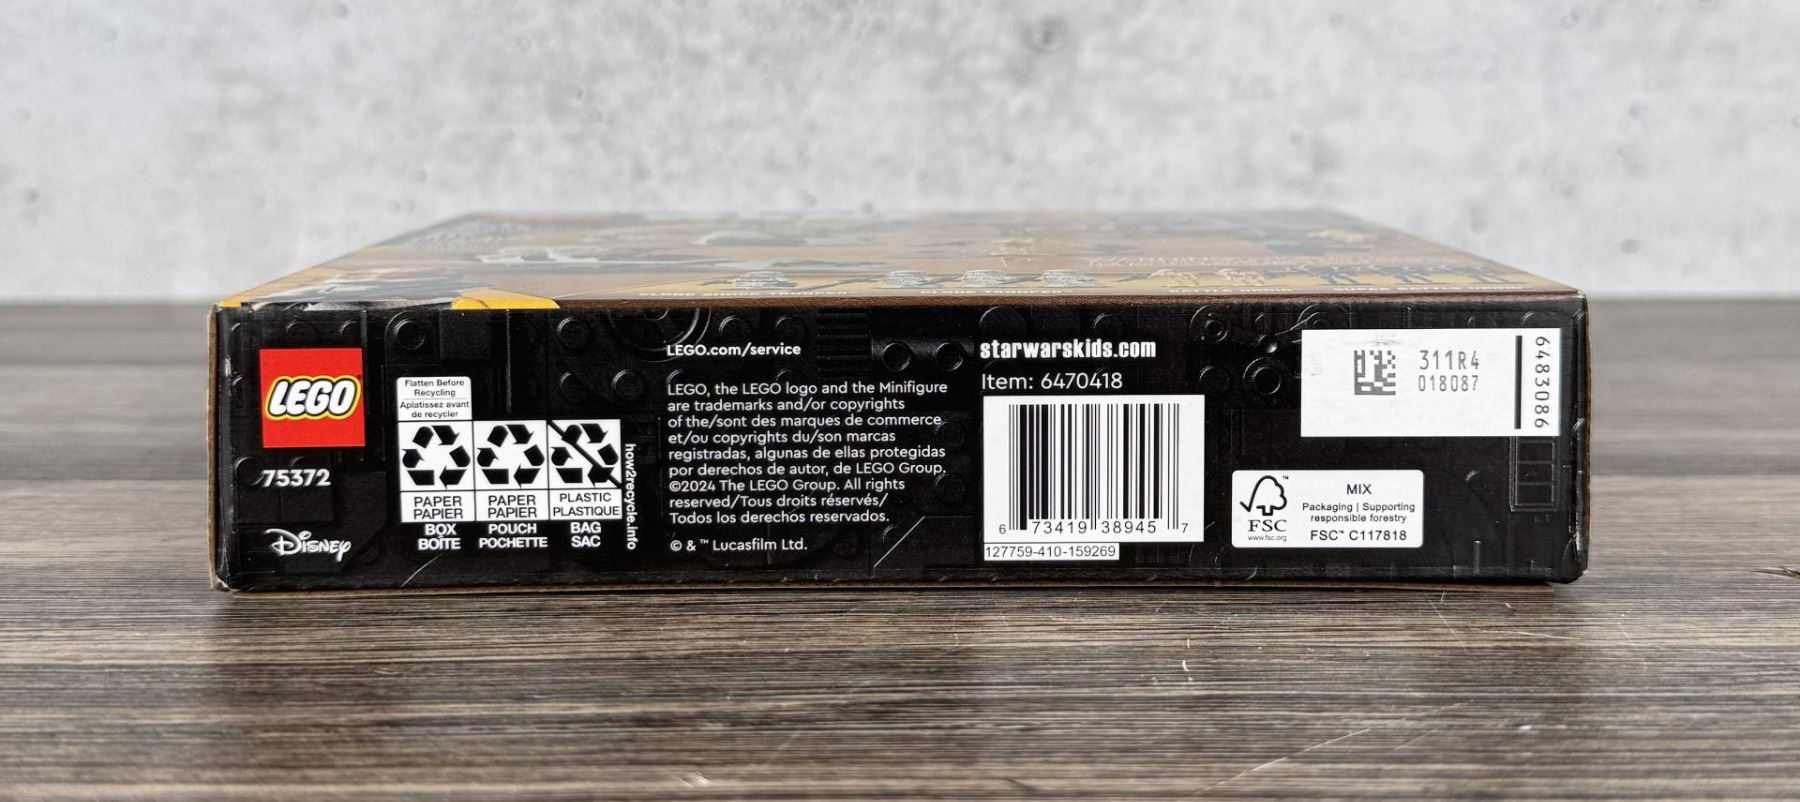 LEGO
75372
Disney
Flatten Before
Recycling
Aplatissez avant
de recycler
PAPER
PAPIER
BOX
BOÎTE
PAPER
PAPIER
POUCH
POCHETTE
PLASTIC
PLASTIQUE
BAG
SAC
how2recycle.info
LEGO.com/service
LEGO, the LEGO logo and the Minifigure
are trademarks and/or copyrights
of the/sont des marques de commerce
et/ou copyrights du/son marcas
registradas, algunas de ellas protegidas
por derechos de autor, de LEGO Group.
©2024 The LEGO Group. All rights
reserved/Tous droits réservés/
Todos los derechos reservados.
© & ™ Lucasfilm Ltd.
starwarskids.com
Item: 6470418
6 73419 38945 7
127759-410-159269
311R4
018087
6483086
FSC™
www.fsc.org
MIX
Packaging | Supporting
responsible forestry
FSC™ C117818